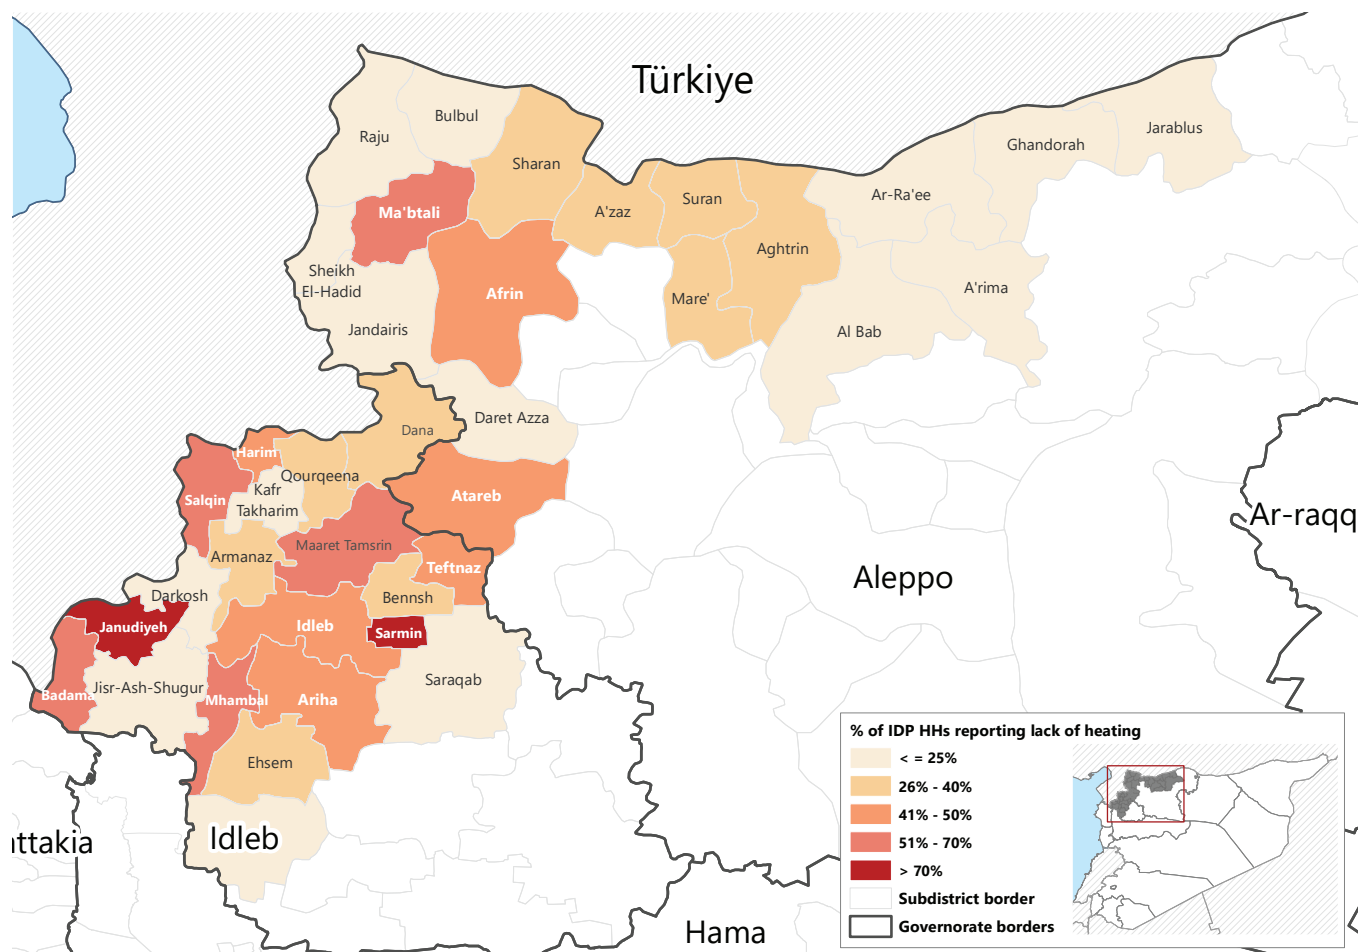 Türkiye
Bulbul
Raju
Sharan
Jarablus
Ghandorah
Ar-Ra'ee
Suran
A'zaz
Ma'btali
Aghtrin
Sheikh
El-Hadid
Afrin
Mare'
A'rima
Jandairis
Al Bab
Daret Azza
Dana
Harim
Qourqeena
Kafr
Takharim
Salqin
Atareb
Ar-raqq
Maaret Tamsrin
Armanaz
Teftnaz
Aleppo
Darkosh
Bennsh
Janudiyeh
Idleb
Sarmin
Jisr-Ash-Shugur
Badama
Mhambal
Ariha
Saraqab
Ehsem
Idleb
attakia
Hama
% of IDP HHs reporting lack of heating
< = 25%
26% - 40%
41% - 50%
51% - 70%
> 70%
Subdistrict border
Governorate borders